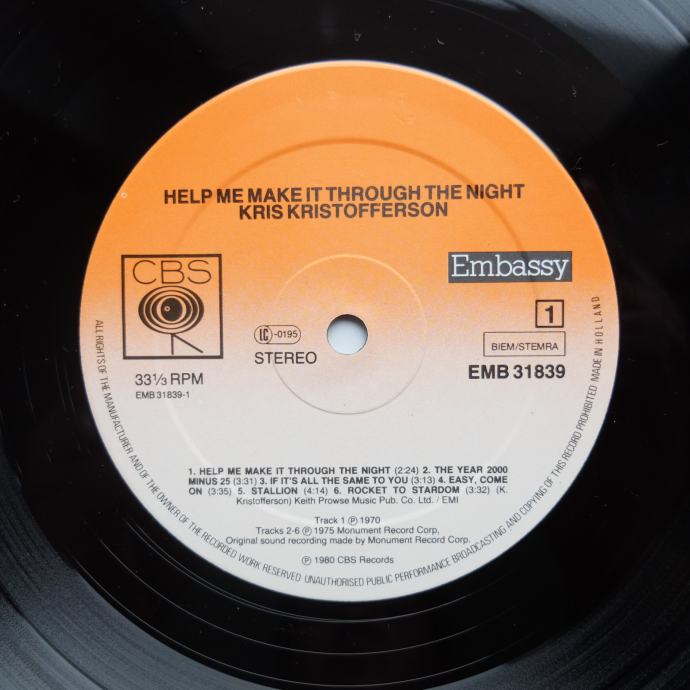 HELP ME MAKE IT THROUGH THE NIGHT
KRIS KRISTOFFERSON
CBS
Embassy
1
LC-0195
STEREO
BIEM/STEMRA
33⅓ RPM
EMB 31839-1
EMB 31839
1. HELP ME MAKE IT THROUGH THE NIGHT (2:24) 2. THE YEAR 2000
MINUS 25 (3:31) 3. IF IT'S ALL THE SAME TO YOU (3:13) 4. EASY, COME
ON (3:35) 5. STALLION (4:14) 6. ROCKET TO STARDOM (3:32) (K.
Kristofferson) Keith Prowse Music Pub. Co. Ltd. / EMI
Track 1 Ⓟ 1970
Tracks 2-6 Ⓟ 1975 Monument Record Corp,
Original sound recording made by Monument Record Corp.
Ⓟ 1980 CBS Records
ALL RIGHTS OF THE MANUFACTURER AND OF THE OWNER OF THE RECORDED WORK RESERVED UNAUTHORISED PUBLIC PERFORMANCE BROADCASTING AND COPYING OF THIS RECORD PROHIBITED MADE IN HOLLAND